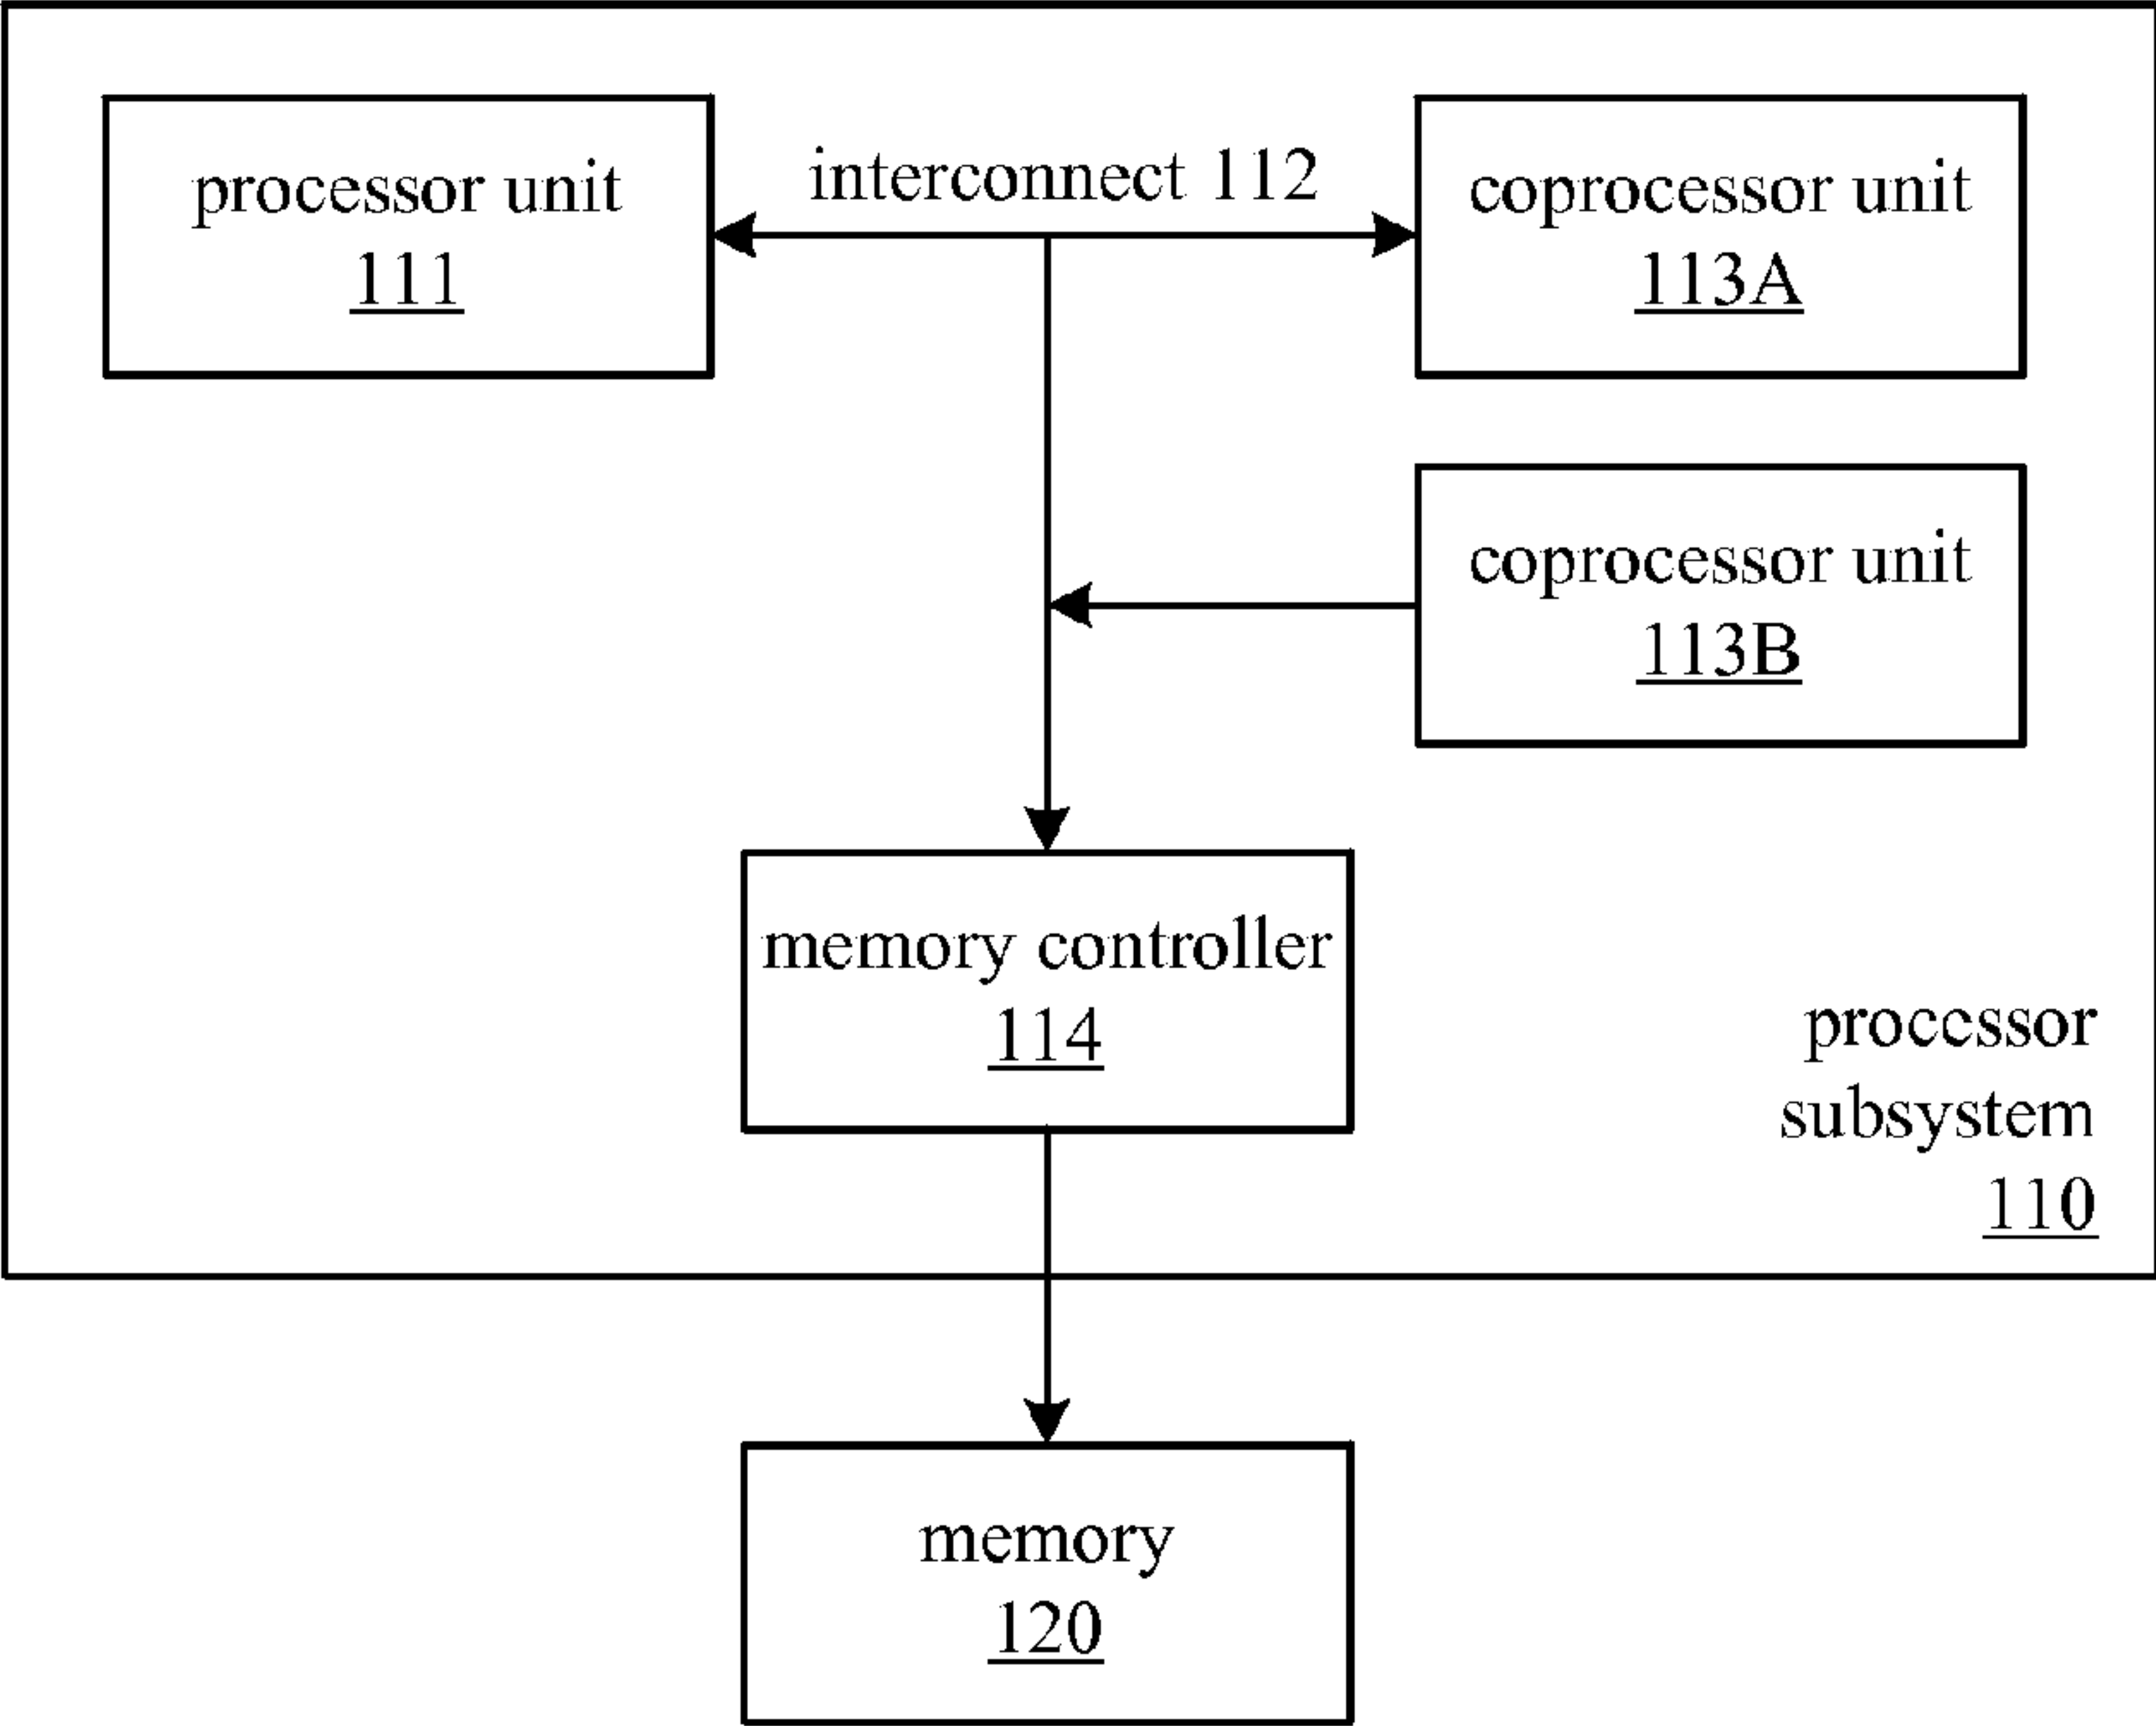 processor unit
111
interconnect 112
coprocessor unit
113A
coprocessor unit
113B
memory controller
114
processor
subsystem
110
memory
120